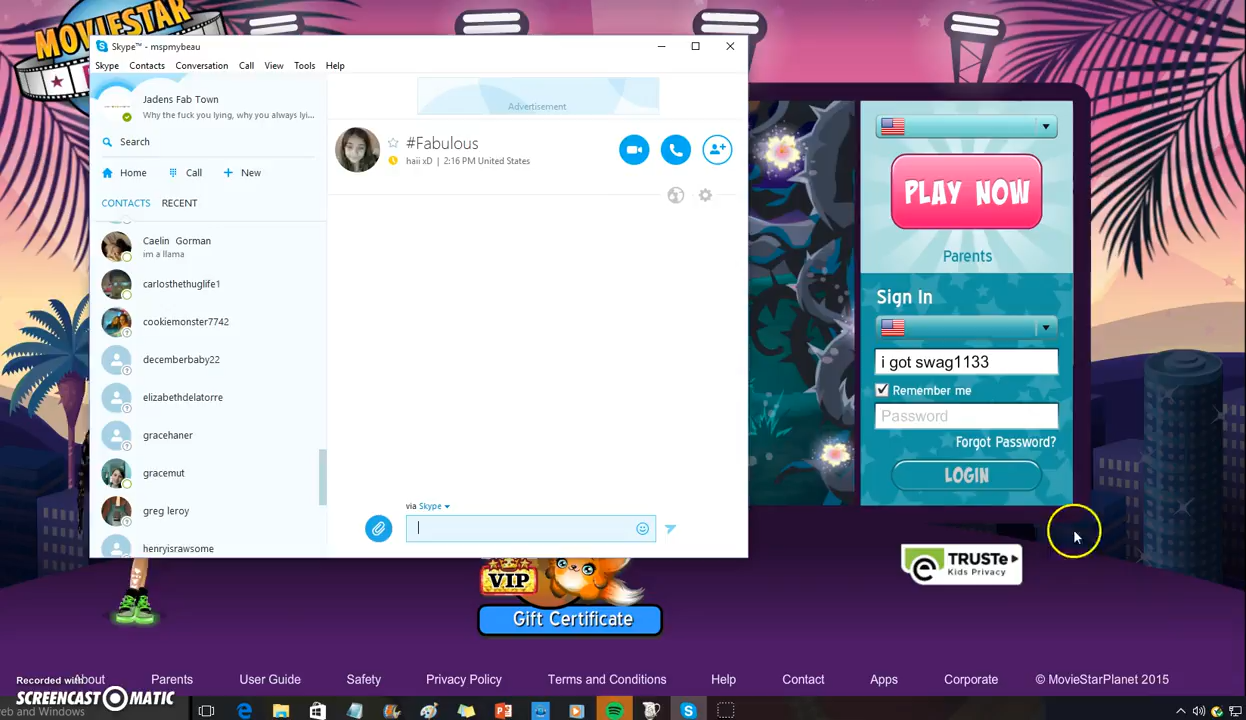 MOVIESTAR
Skype™ - mspmybeau
Skype Contacts Conversation Call View Tools Help
Jadens Fab Town
Why the fuck you lying, why you always lyi...
Search
Home Call New
CONTACTS RECENT
Caelin Gorman
im a llama
carlosthethuglife1
cookiemonster7742
decemberbaby22
elizabethdelatorre
gracehaner
gracemut
greg leroy
henryisrawsome
Advertisement
#Fabulous
haii xD | 2:16 PM United States
via Skype
PLAY NOW
Parents
Sign In
i got swag1133
Remember me
Password
Forgot Password?
LOGIN
TRUSTe
Kids Privacy
VIP
Gift Certificate
About Parents User Guide Safety Privacy Policy Terms and Conditions Help Contact Apps Corporate © MovieStarPlanet 2015
Recorded with
SCREENCAST MATIC
web and Windows